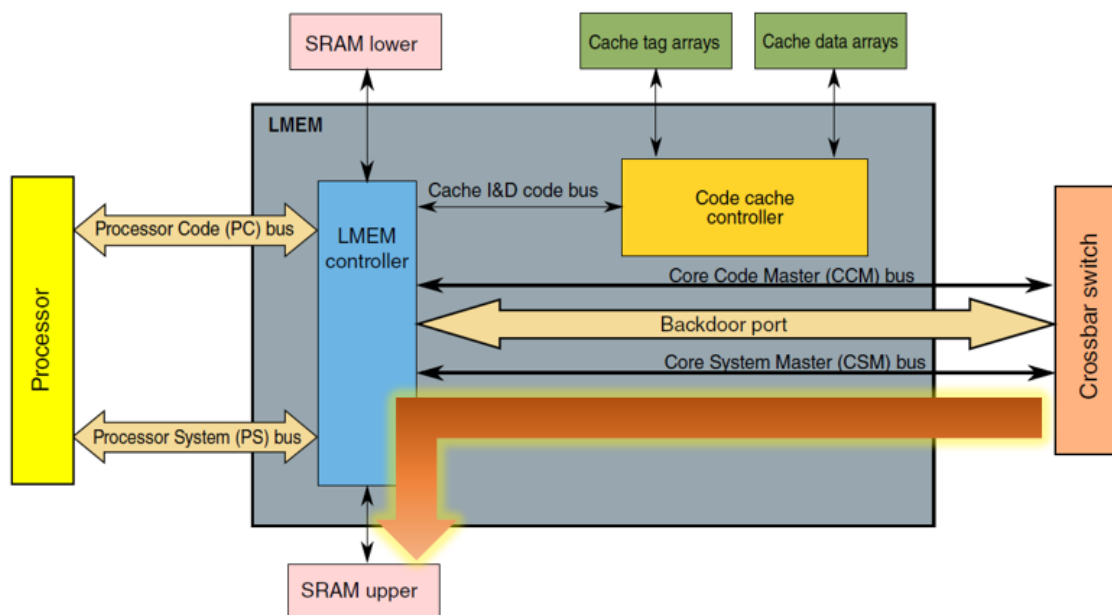 SRAM lower
Cache tag arrays
Cache data arrays
LMEM
Cache I&D code bus
Code cache
controller
Processor Code (PC) bus
LMEM
controller
Core Code Master (CCM) bus
Backdoor port
Core System Master (CSM) bus
Processor
Crossbar switch
Processor System (PS) bus
SRAM upper